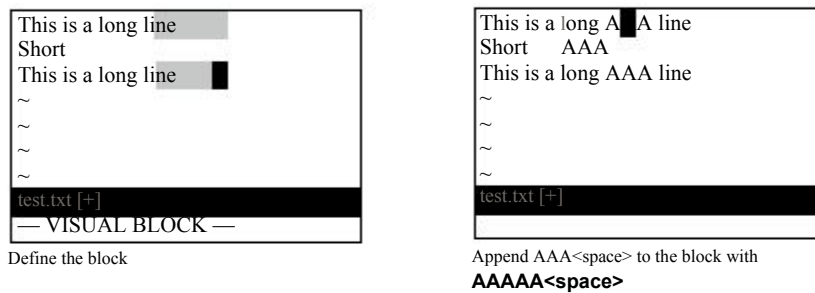 This is a long line
Short
This is a long line
~
~
~
~
test.txt [+]
— VISUAL BLOCK —
Define the block
This is a long A A line
Short AAA
This is a long AAA line
~
~
~
~
test.txt [+]
Append AAA<space> to the block with
AAAAA<space>